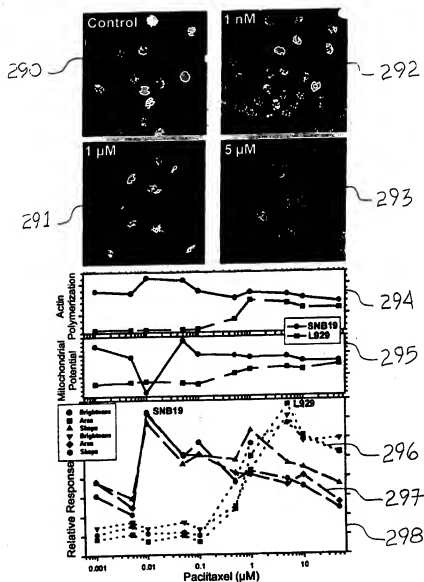 Control
1 nM
290
292
1 µM
5 µM
291
293
Actin
Polymerization
SNB19
L929
294
Mitochondrial
Potential
295
Brightness
Area
Shape
Brightness
Area
Shape
SNB19
L929
Relative Response
296
297
298
0.001
0.01
0.1
1
10
Paclitaxel (µM)